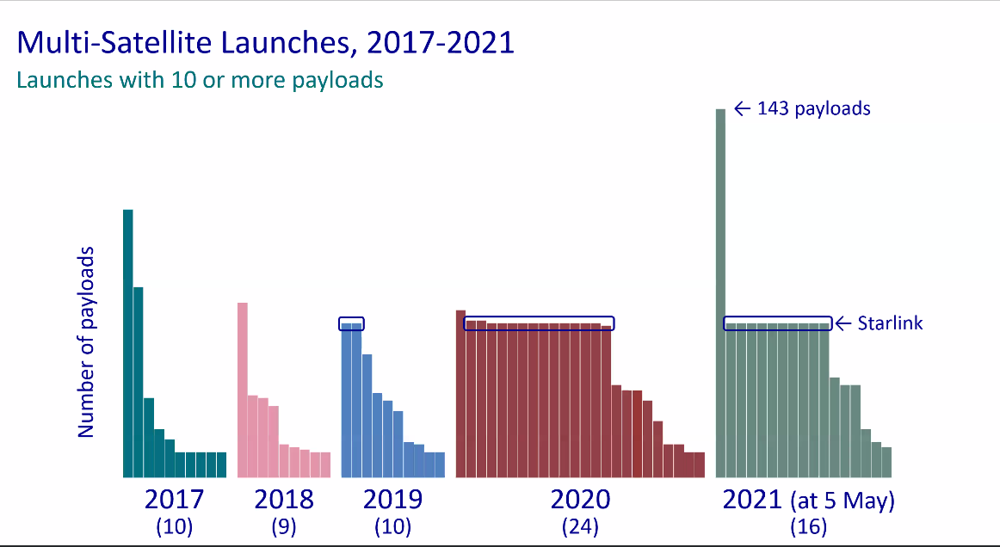 Multi-Satellite Launches, 2017-2021
Launches with 10 or more payloads
← 143 payloads
Number of payloads
← Starlink
2017
(10)
2018
(9)
2019
(10)
2020
(24)
2021 (at 5 May)
(16)